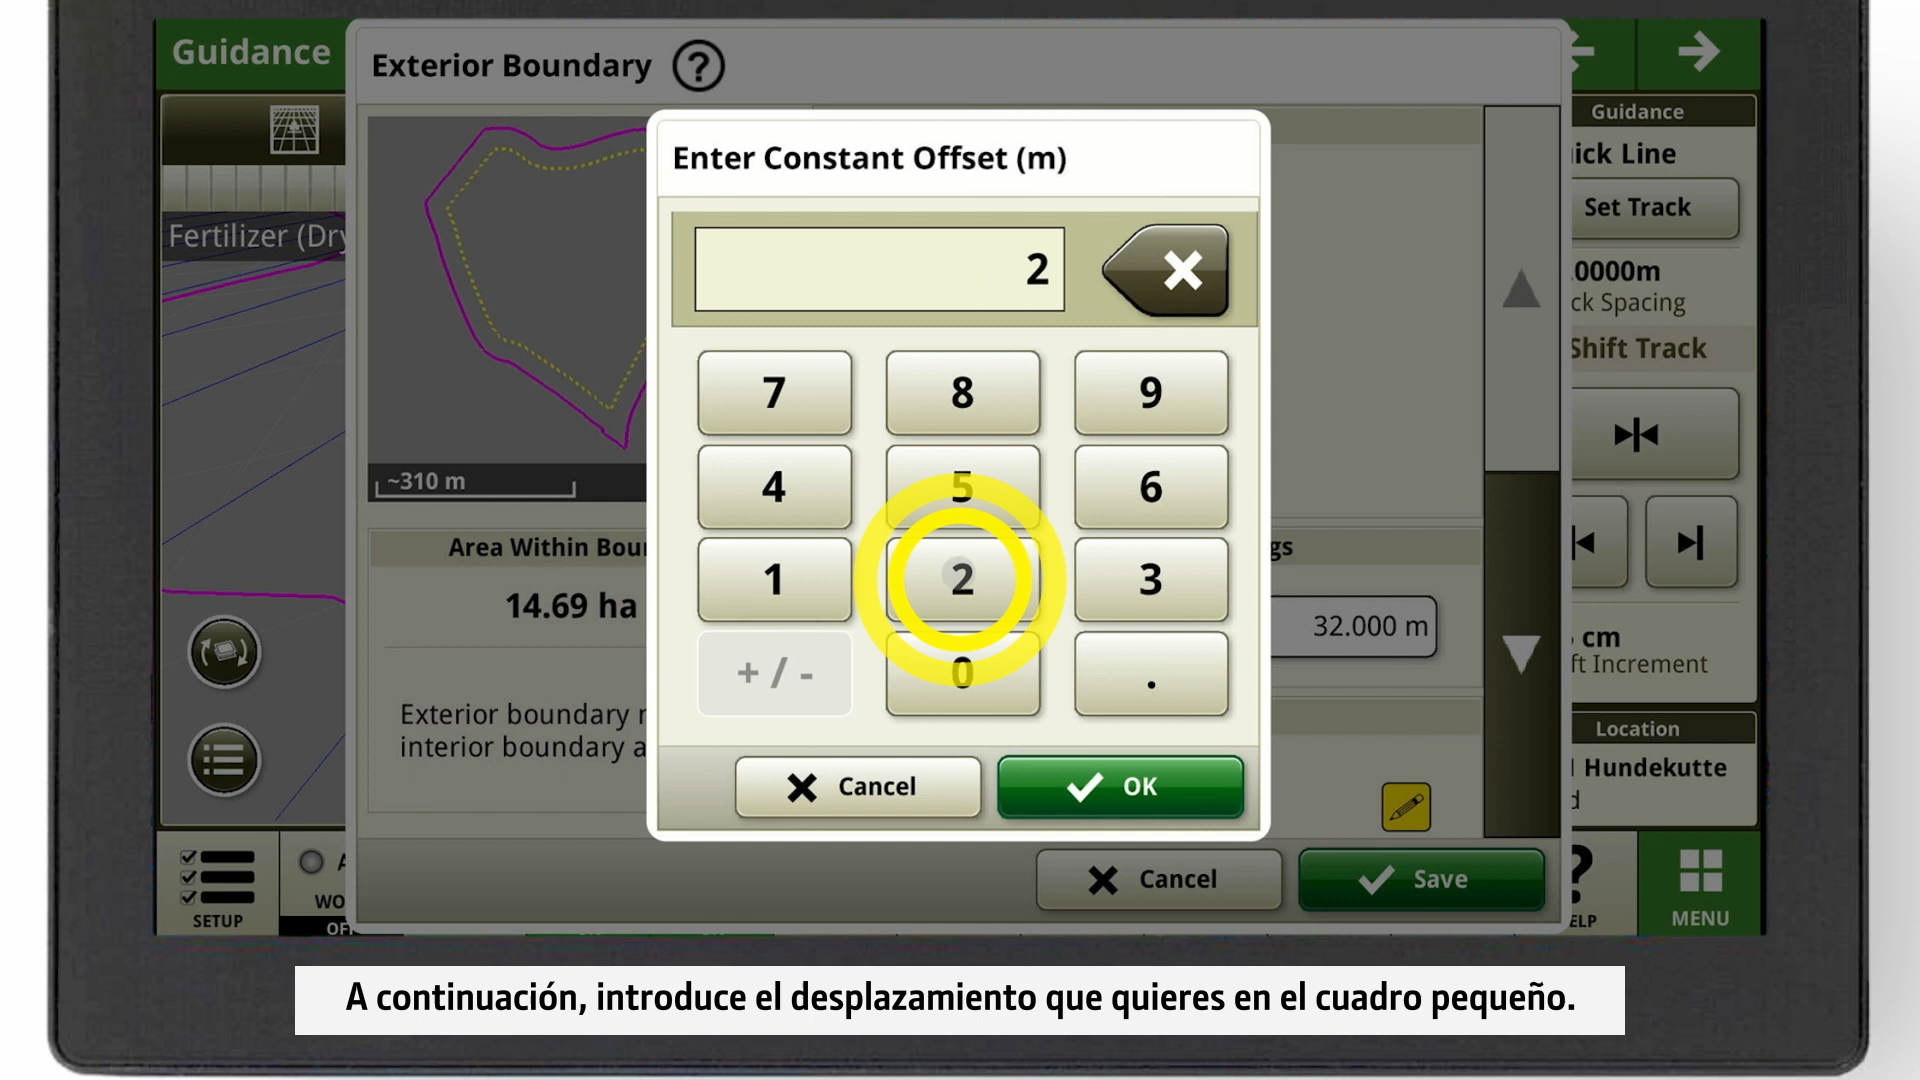 Guidance
Exterior Boundary ?
Guidance
Enter Constant Offset (m)
ick Line
Set Track
2
Fertilizer (Dry
0000m
ck Spacing
Shift Track
7 8 9
4 5 6
1 2 3
+ / - 0 .
~310 m
Area Within Bou
14.69 ha
gs
32.000 m
cm
ft Increment
Exterior boundary
interior boundary a
Location
Hundekutte
d
Cancel
OK
Cancel
Save
SETUP
WO
OFF
?
ELP
MENU
A continuación, introduce el desplazamiento que quieres en el cuadro pequeño.